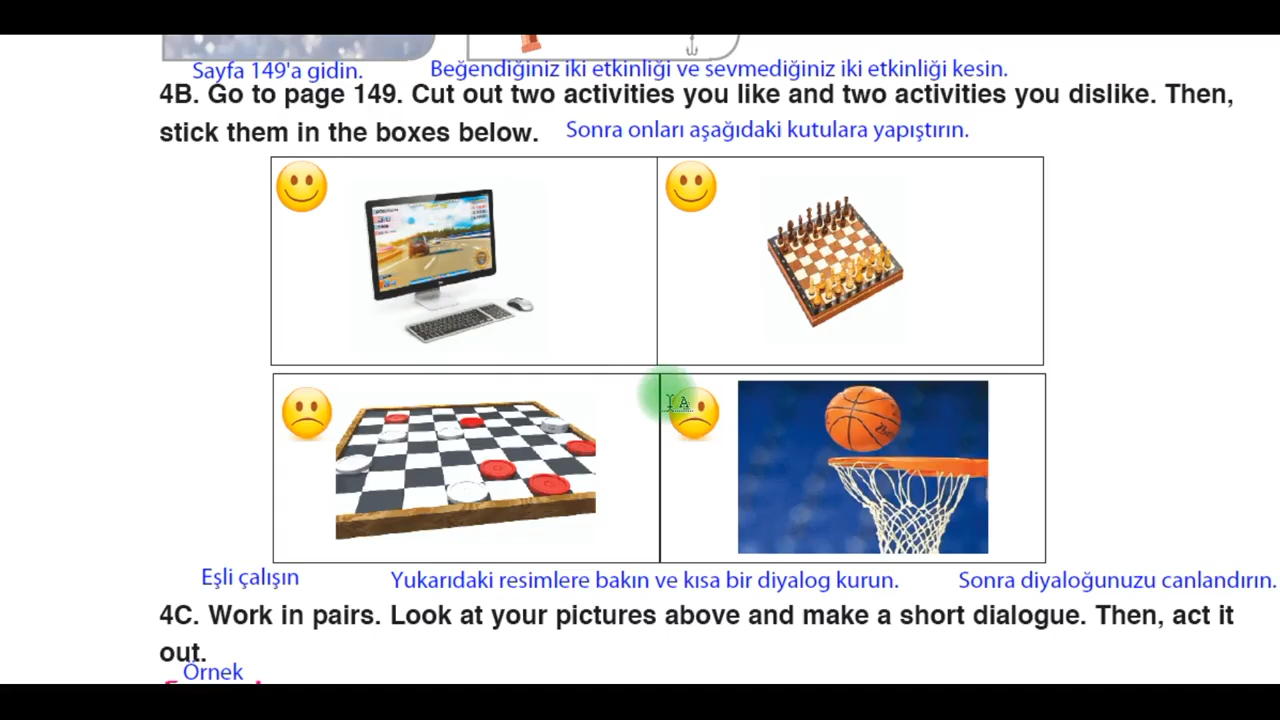 Sayfa 149'a gidin. Beğendiğiniz iki etkinliği ve sevmediğiniz iki etkinliği kesin.
4B. Go to page 149. Cut out two activities you like and two activities you dislike. Then,
stick them in the boxes below. Sonra onları aşağıdaki kutulara yapıştırın.
Eşli çalışın Yukarıdaki resimlere bakın ve kısa bir diyalog kurun. Sonra diyaloğunuzu canlandırın.
4C. Work in pairs. Look at your pictures above and make a short dialogue. Then, act it
out.
Örnek